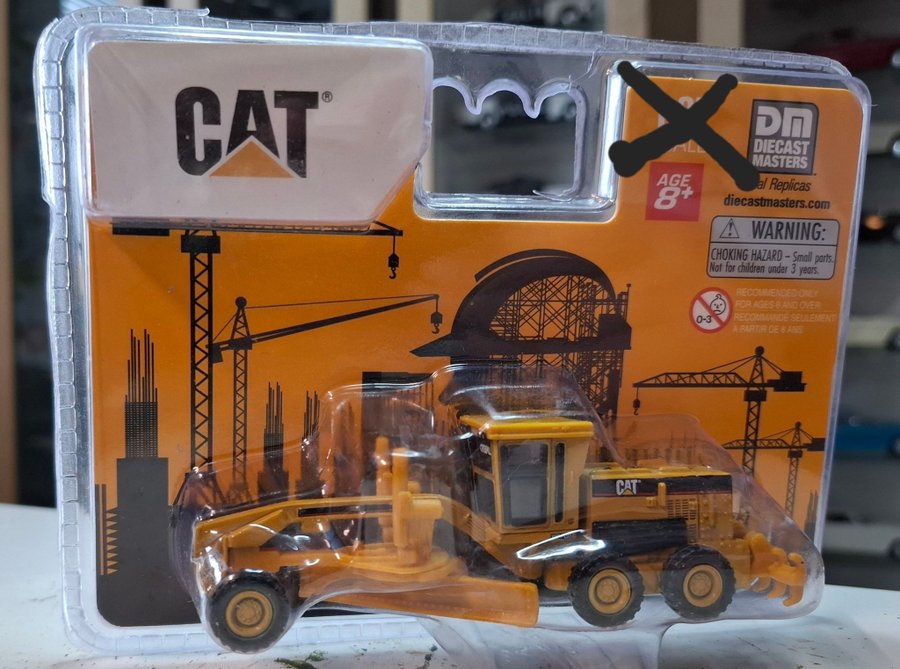 CAT®
DM
DIECAST
MASTERS
AGE
8+
al Replicas
diecastmasters.com
WARNING:
CHOKING HAZARD – Small parts.
Not for children under 3 years.
0-3
RECOMMENDED ONLY
FOR AGES 8 AND OVER
RECOMMANDÉ SEULEMENT
À PARTIR DE 8 ANS
CAT